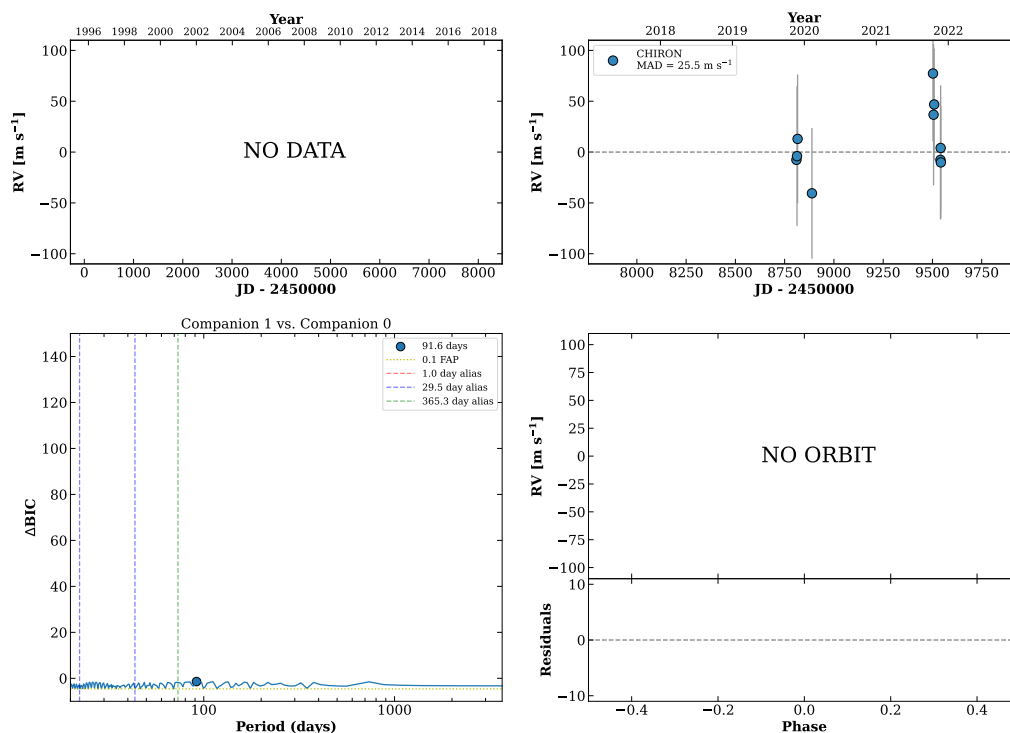 Year
1996 1998 2000 2002 2004 2006 2008 2010 2012 2014 2016 2018
RV [m s⁻¹]
100
50
0
−50
−100
NO DATA
0 1000 2000 3000 4000 5000 6000 7000 8000
JD - 2450000
Year
2018 2019 2020 2021 2022
RV [m s⁻¹]
100
50
0
−50
−100
CHIRON
MAD = 25.5 m s⁻¹
8000 8250 8500 8750 9000 9250 9500 9750
JD - 2450000
Companion 1 vs. Companion 0
ΔBIC
140
120
100
80
60
40
20
0
91.6 days
0.1 FAP
1.0 day alias
29.5 day alias
365.3 day alias
100 1000
Period (days)
RV [m s⁻¹]
100
75
50
25
0
−25
−50
−75
−100
NO ORBIT
Residuals
10
0
−10
−0.4 −0.2 0.0 0.2 0.4
Phase